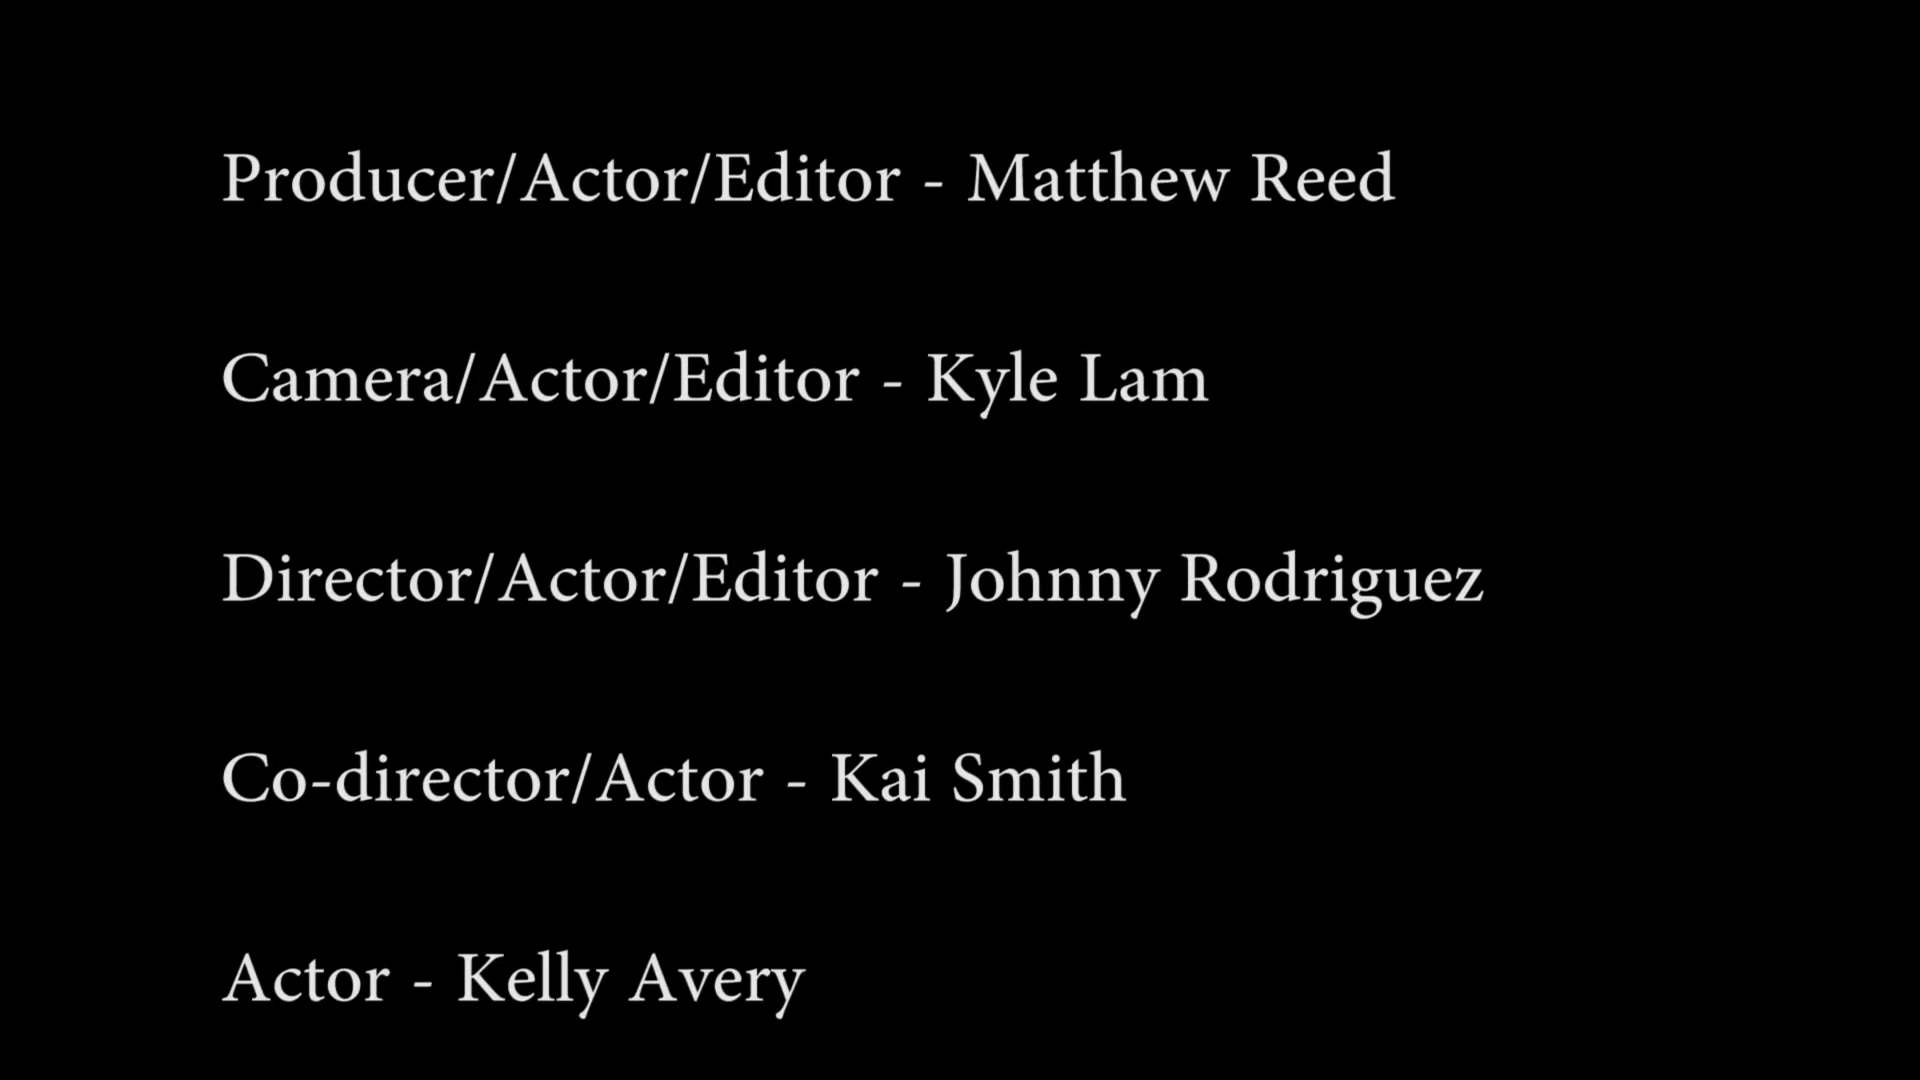 Producer/Actor/Editor - Matthew Reed
Camera/Actor/Editor - Kyle Lam
Director/Actor/Editor - Johnny Rodriguez
Co-director/Actor - Kai Smith
Actor - Kelly Avery